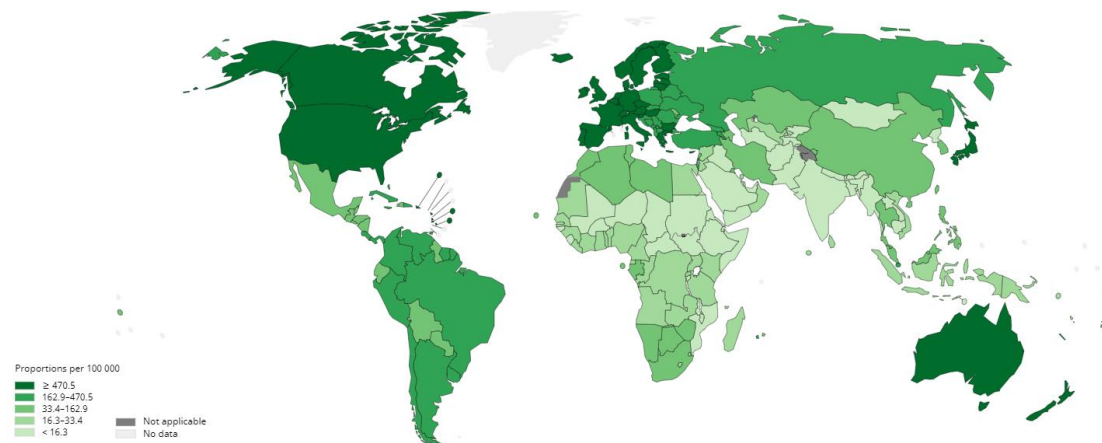 Proportions per 100 000
≥ 470.5
162.9–470.5
33.4–162.9
16.3–33.4
< 16.3
Not applicable
No data